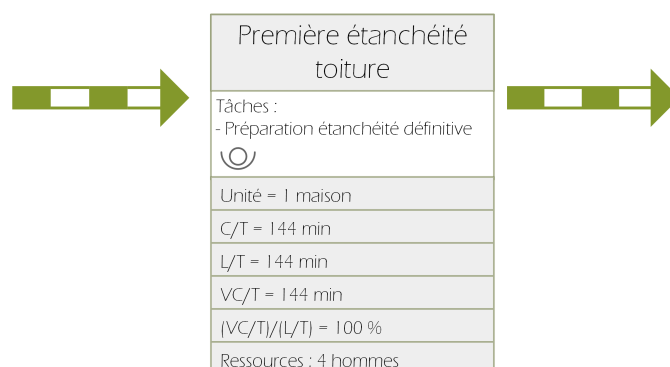 Première étanchéité
toiture
Tâches :
- Préparation étanchéité définitive
Unité = 1 maison
C/T = 144 min
L/T = 144 min
VC/T = 144 min
(VC/T)/(L/T) = 100 %
Ressources : 4 hommes